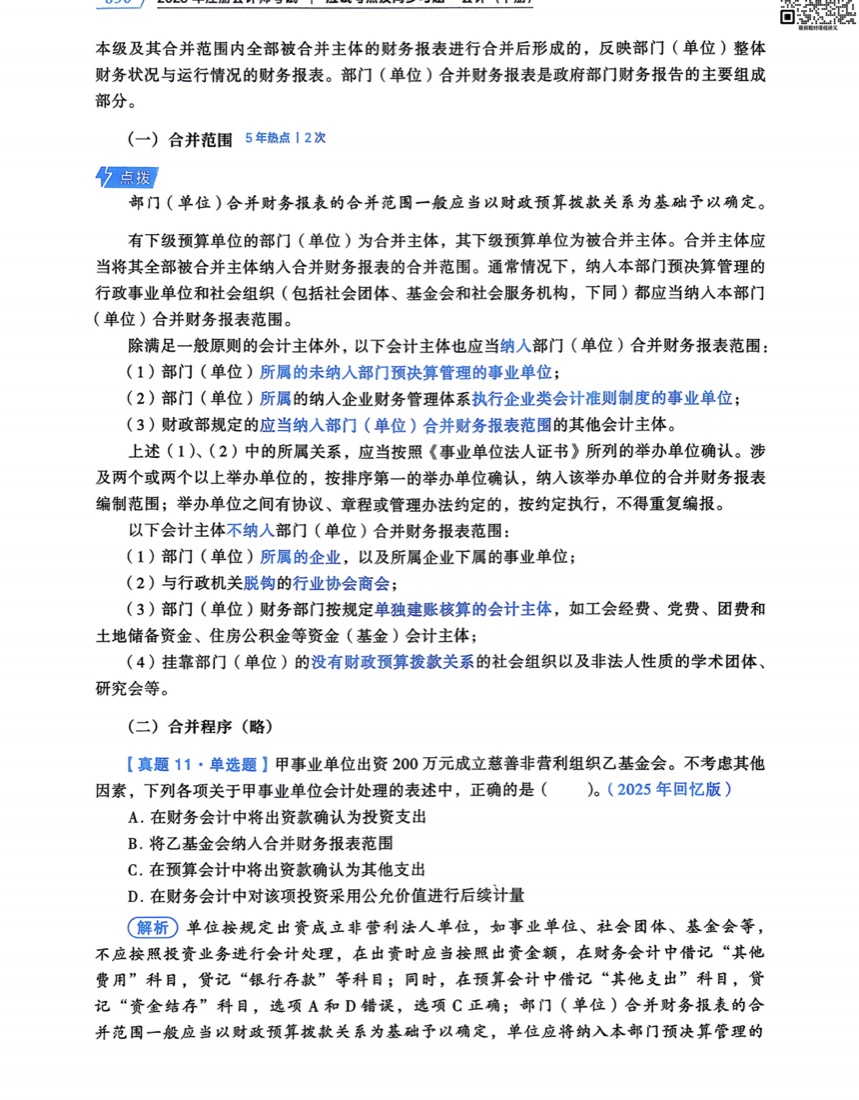 本级及其合并范围内全部被合并主体的财务报表进行合并后形成的，反映部门（单位）整体
财务状况与运行情况的财务报表。部门（单位）合并财务报表是政府部门财务报告的主要组成
部分。
（一）合并范围 5年热点|2次
点拨
部门（单位）合并财务报表的合并范围一般应当以财政预算拨款关系为基础予以确定。
有下级预算单位的部门（单位）为合并主体，其下级预算单位为被合并主体。合并主体应
当将其全部被合并主体纳入合并财务报表的合并范围。通常情况下，纳入本部门预决算管理的
行政事业单位和社会组织（包括社会团体、基金会和社会服务机构，下同）都应当纳入本部门
（单位）合并财务报表范围。
除满足一般原则的会计主体外，以下会计主体也应当纳入部门（单位）合并财务报表范围：
（1）部门（单位）所属的未纳入部门预决算管理的事业单位；
（2）部门（单位）所属的纳入企业财务管理体系执行企业类会计准则制度的事业单位；
（3）财政部规定的应当纳入部门（单位）合并财务报表范围的其他会计主体。
上述（1）、（2）中的所属关系，应当按照《事业单位法人证书》所列的举办单位确认。涉
及两个或两个以上举办单位的，按排序第一的举办单位确认，纳入该举办单位的合并财务报表
编制范围；举办单位之间有协议、章程或管理办法约定的，按约定执行，不得重复编报。
以下会计主体不纳入部门（单位）合并财务报表范围：
（1）部门（单位）所属的企业，以及所属企业下属的事业单位；
（2）与行政机关脱钩的行业协会商会；
（3）部门（单位）财务部门按规定单独建账核算的会计主体，如工会经费、党费、团费和
土地储备资金、住房公积金等资金（基金）会计主体；
（4）挂靠部门（单位）的没有财政预算拨款关系的社会组织以及非法人性质的学术团体、
研究会等。
（二）合并程序（略）
【真题11·单选题】甲事业单位出资200万元成立慈善非营利组织乙基金会。不考虑其他
因素，下列各项关于甲事业单位会计处理的表述中，正确的是（ ）。（2025年回忆版）
A. 在财务会计中将出资款确认为投资支出
B. 将乙基金会纳入合并财务报表范围
C. 在预算会计中将出资款确认为其他支出
D. 在财务会计中对该项投资采用公允价值进行后续计量
解析 单位按规定出资成立非营利法人单位，如事业单位、社会团体、基金会等，
不应按照投资业务进行会计处理，在出资时应当按照出资金额，在财务会计中借记“其他
费用”科目，贷记“银行存款”等科目；同时，在预算会计中借记“其他支出”科目，贷
记“资金结存”科目，选项A和D错误，选项C正确；部门（单位）合并财务报表的合
并范围一般应当以财政预算拨款关系为基础予以确定，单位应将纳入本部门预决算管理的